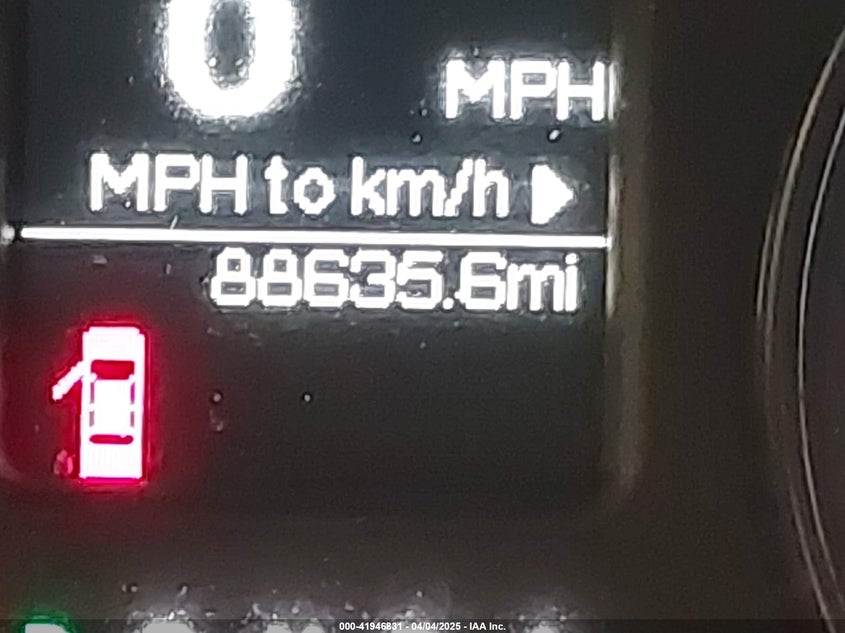 0
MPH
MPH to km/h
88635.6mi
000-41946831 - 04/04/2025 - IAA Inc.